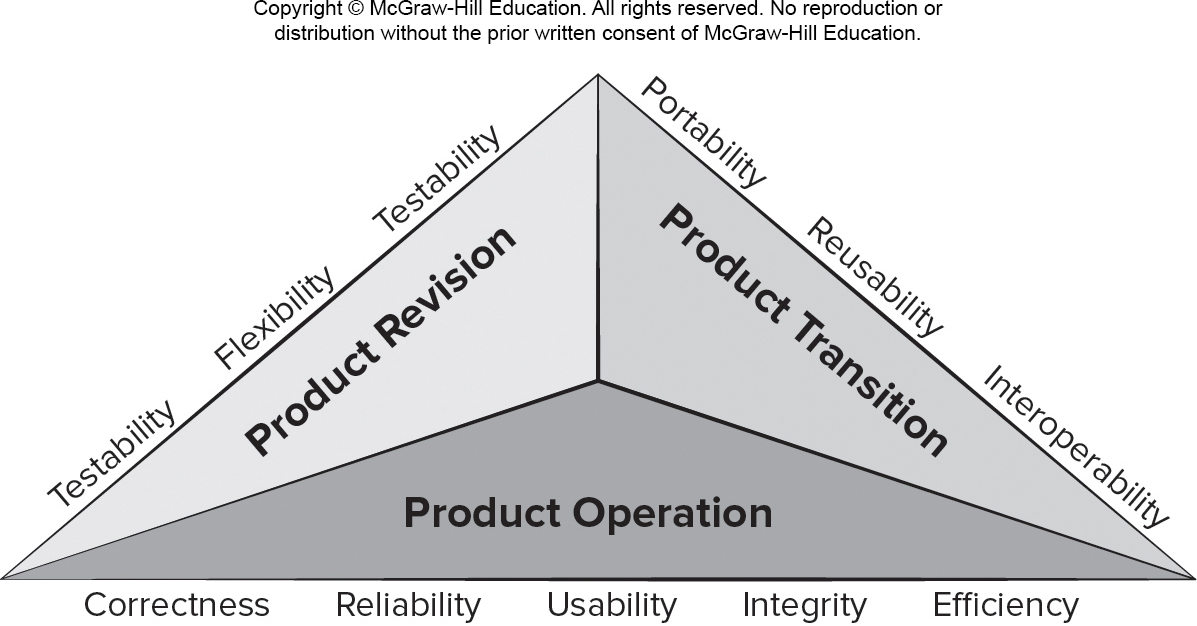 Copyright © McGraw-Hill Education. All rights reserved. No reproduction or
distribution without the prior written consent of McGraw-Hill Education.
Testability
Flexibility
Testability
Product Revision
Portability
Reusability
Interoperability
Product Transition
Product Operation
Correctness Reliability Usability Integrity Efficiency